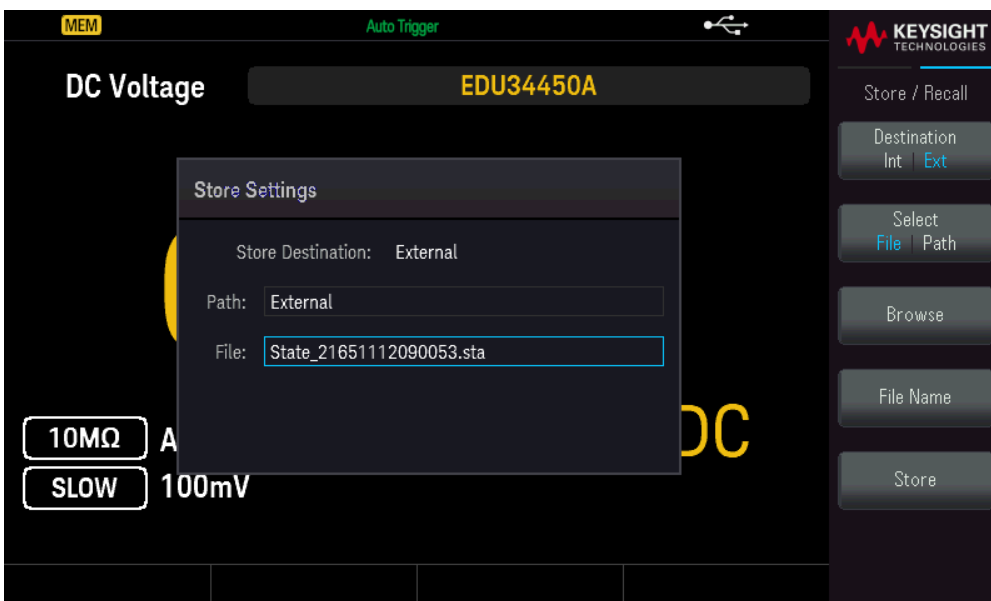 MEM
Auto Trigger
DC Voltage
EDU34450A
Store Settings
Store Destination: External
Path: External
File: State_21651112090053.sta
10MΩ A
SLOW 100mV
DC
KEYSIGHT
TECHNOLOGIES
Store / Recall
Destination
Int | Ext
Select
File | Path
Browse
File Name
Store